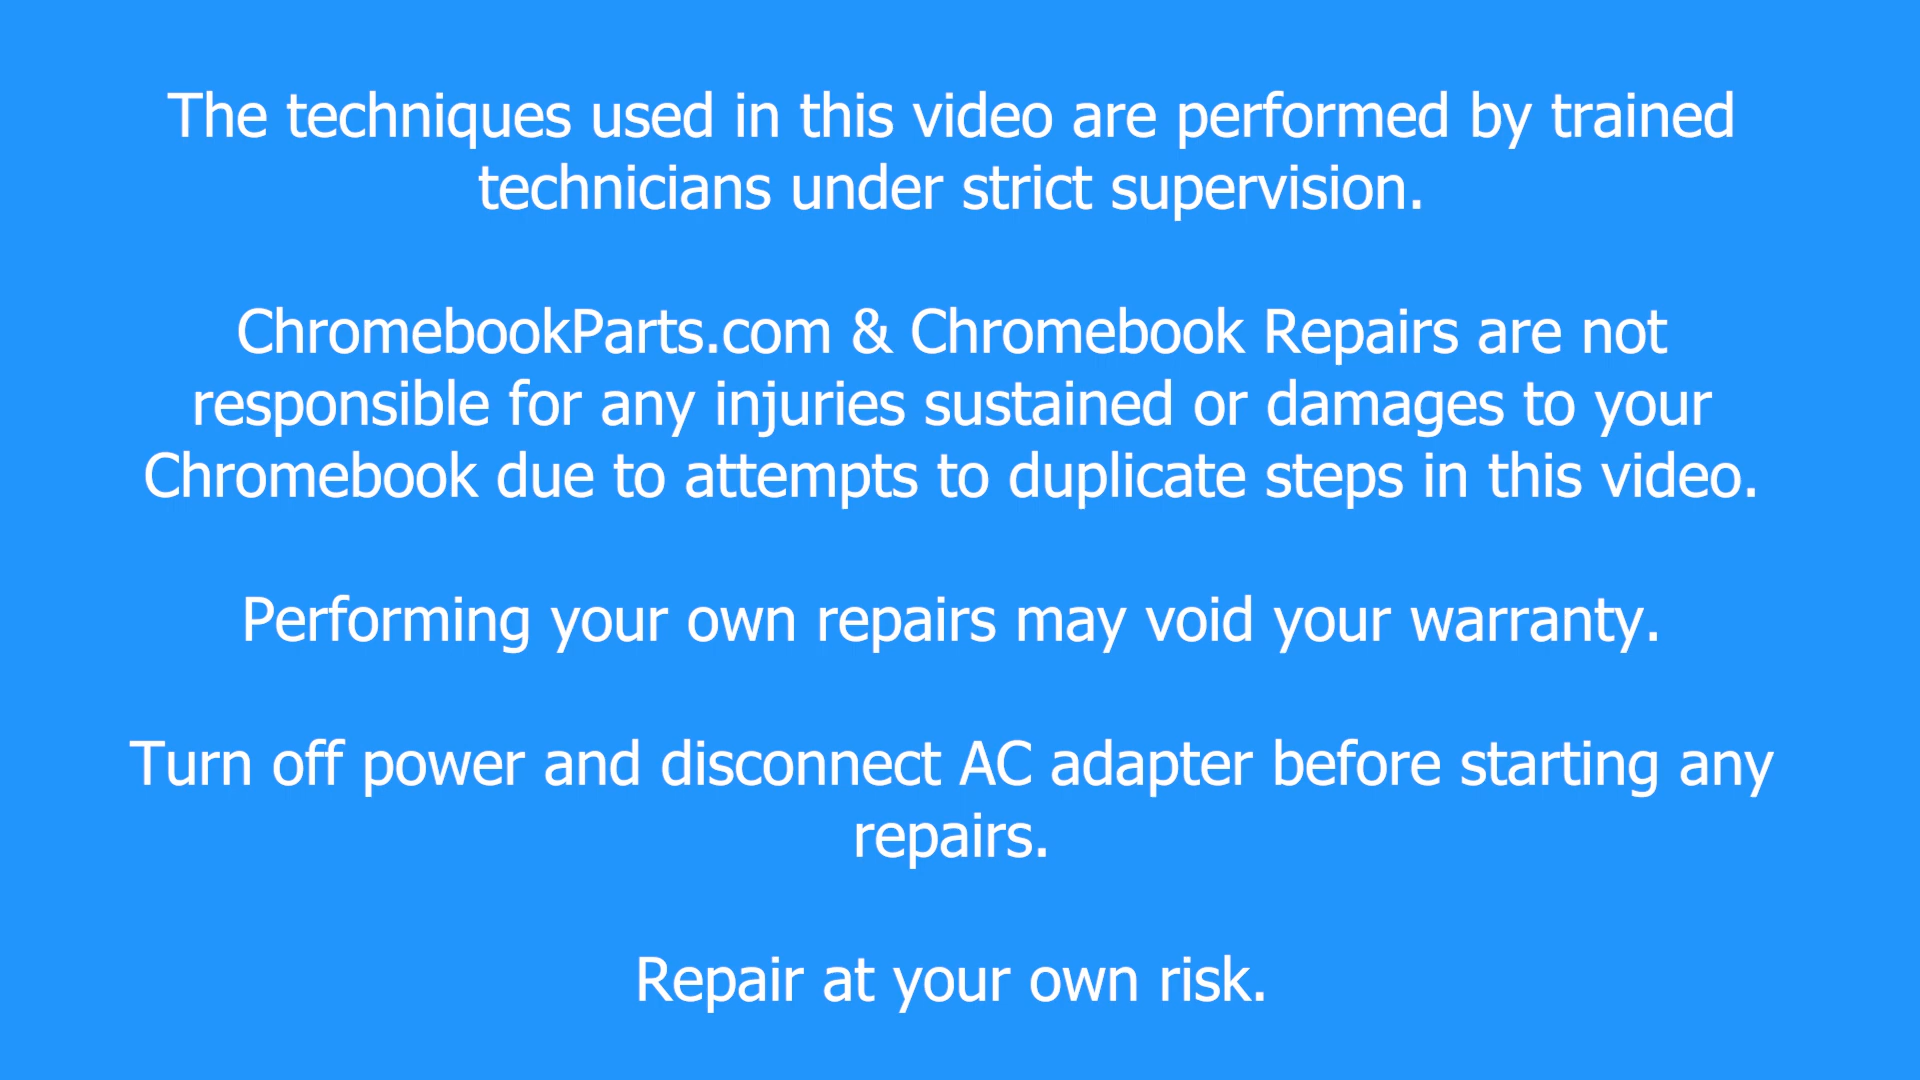 The techniques used in this video are performed by trained
technicians under strict supervision.
ChromebookParts.com & Chromebook Repairs are not
responsible for any injuries sustained or damages to your
Chromebook due to attempts to duplicate steps in this video.
Performing your own repairs may void your warranty.
Turn off power and disconnect AC adapter before starting any
repairs.
Repair at your own risk.